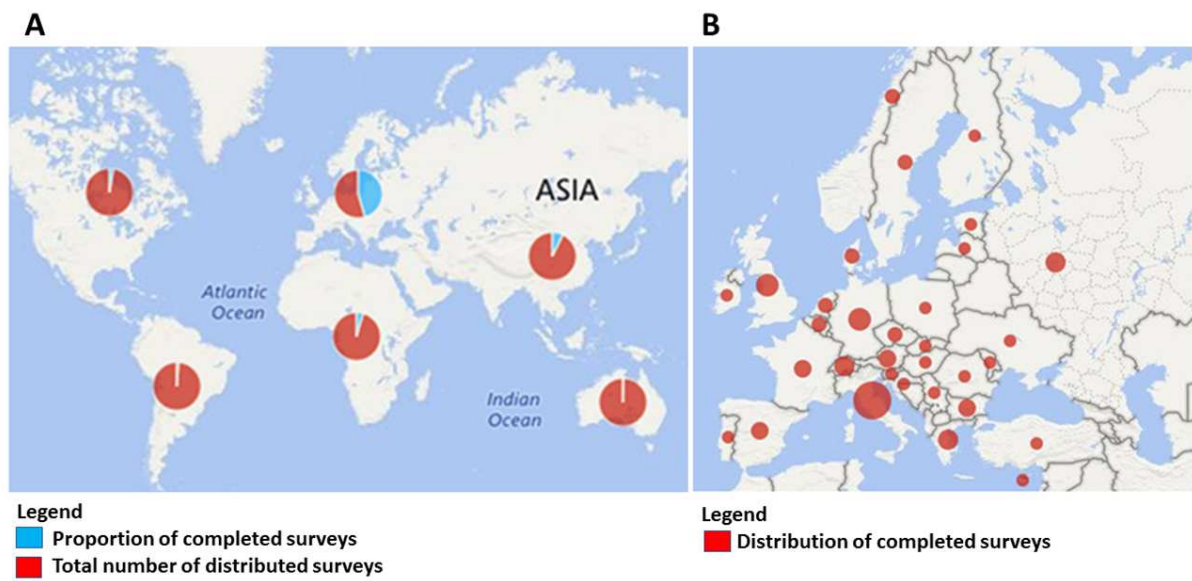 A
B
ASIA
Atlantic
Ocean
Indian
Ocean
Legend
Proportion of completed surveys
Total number of distributed surveys
Legend
Distribution of completed surveys